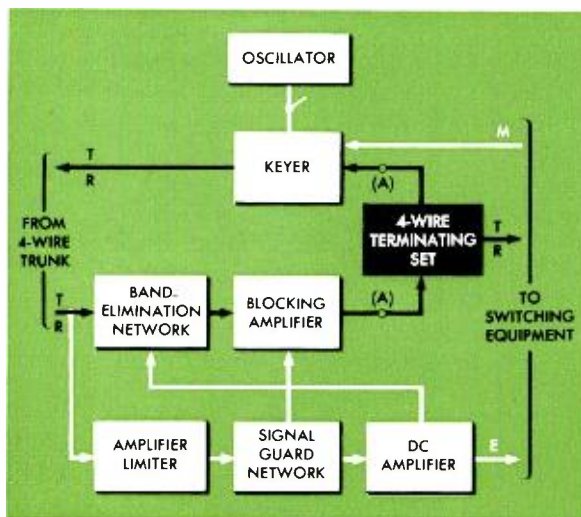 OSCILLATOR
M
KEYER
T
R
(A)
FROM
4-WIRE
TRUNK
4-WIRE
TERMINATING
SET
T
R
T
R
BAND-
ELIMINATION
NETWORK
BLOCKING
AMPLIFIER
(A)
TO
SWITCHING
EQUIPMENT
AMPLIFIER
LIMITER
SIGNAL
GUARD
NETWORK
DC
AMPLIFIER
E